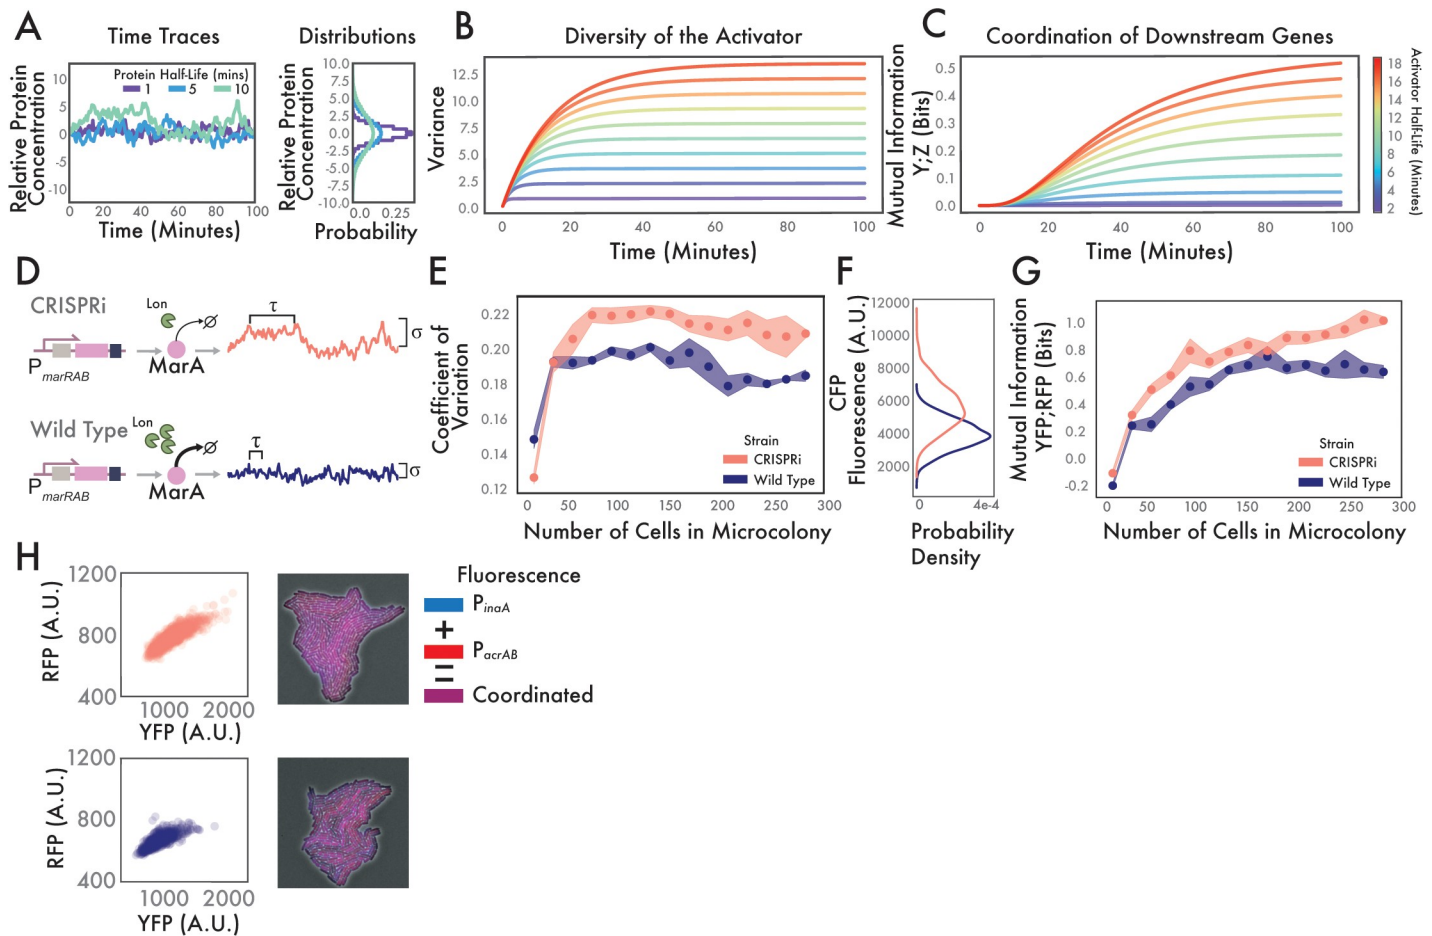 A
Time Traces
Relative Protein
Concentration
Protein Half-Life (mins)
1 5 10
10
5
0
-5
-10
0 20 40 60 80 100
Time (Minutes)
Distributions
Relative Protein
Concentration
10.0
7.5
5.0
2.5
0.0
-2.5
-5.0
-7.5
-10.0
0.0 0.25
Probability
B
Diversity of the Activator
Variance
12.5
10.0
7.5
5.0
2.5
0.0
0 20 40 60 80 100
Time (Minutes)
C
Coordination of Downstream Genes
Mutual Information
Y;Z (Bits)
0.5
0.4
0.3
0.2
0.1
0.0
0 20 40 60 80 100
Time (Minutes)
Activator Half-Life (Minutes)
18
16
14
12
10
8
6
4
2
D
CRISPRi
Lon
τ
σ
PmarRAB
MarA
∅
Wild Type
Lon
τ
σ
PmarRAB
MarA
∅
E
Coefficient of
Variation
0.22
0.20
0.18
0.16
0.14
0.12
Strain
CRISPRi
Wild Type
0 50 100 150 200 250 300
Number of Cells in Microcolony
F
CFP
Fluorescence (A.U.)
12000
10000
8000
6000
4000
2000
0 4e-4
Probability
Density
G
Mutual Information
YFP;RFP (Bits)
1.0
0.8
0.6
0.4
0.2
0.0
-0.2
Strain
CRISPRi
Wild Type
0 50 100 150 200 250 300
Number of Cells in Microcolony
H
RFP (A.U.)
1200
800
400
1000 2000
YFP (A.U.)
Fluorescence
PinaA
+
PacrAB
=
Coordinated
RFP (A.U.)
1200
800
400
1000 2000
YFP (A.U.)